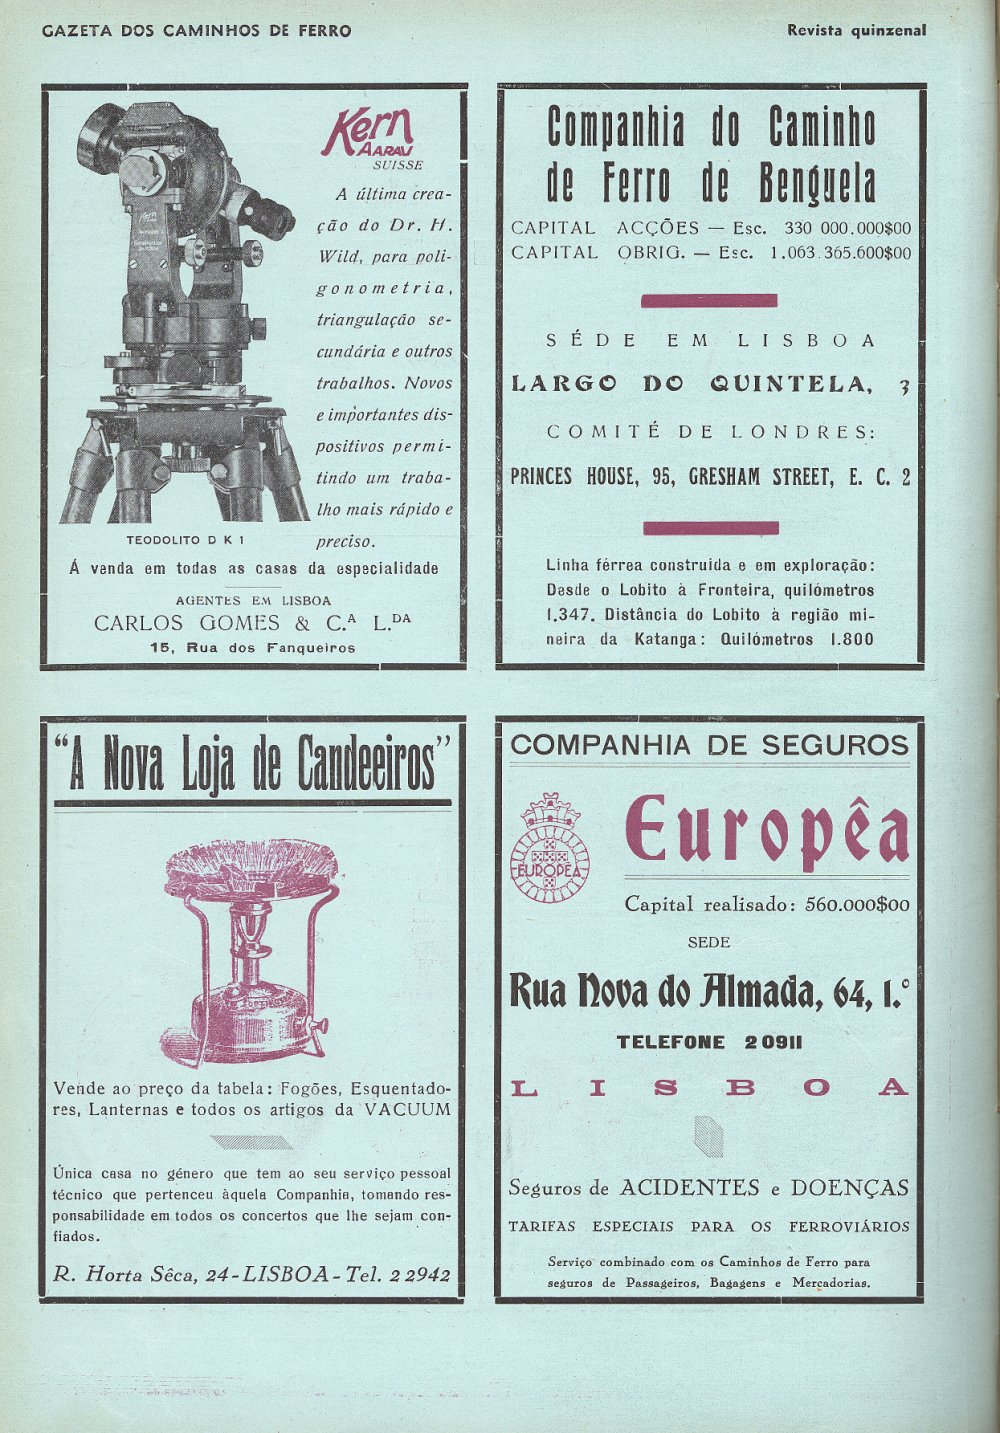 GAZETA DOS CAMINHOS DE FERRO
Revista quinzenal
Kern
AARAU
SUISSE
A última crea-
ção do Dr. H.
Wild, para poli-
gonometria,
triangulação se-
cundária e outros
trabalhos. Novos
e importantes dis-
positivos permi-
tindo um traba-
lho mais rápido e
preciso.
TEODOLITO D K 1
Á venda em todas as casas da especialidade
AGENTES EM LISBOA
CARLOS GOMES & C.A L.DA
15, Rua dos Fanqueiros
Companhia do Caminho
de Ferro de Benguela
CAPITAL ACÇÕES — Esc. 330 000.000$00
CAPITAL OBRIG. — Esc. 1.063.365.600$00
SÉDE EM LISBOA
LARGO DO QUINTELA, 3
COMITÉ DE LONDRES:
PRINCES HOUSE, 95, GRESHAM STREET, E. C. 2
Linha férrea construída e em exploração:
Desde o Lobito à Fronteira, quilómetros
1.347. Distância do Lobito à região mi-
neira da Katanga: Quilómetros 1.800
"A Nova Loja de Candeeiros"
Vende ao preço da tabela: Fogões, Esquentado-
res, Lanternas e todos os artigos da VACUUM
Única casa no género que tem ao seu serviço pessoal
técnico que pertenceu àquela Companhia, tomando res-
ponsabilidade em todos os concertos que lhe sejam con-
fiados.
R. Horta Sêca, 24-LISBOA-Tel. 2 2942
COMPANHIA DE SEGUROS
EUROPÊA
Européa
Capital realisado: 560.000$00
SEDE
Rua Nova do Almada, 64, 1.º
TELEFONE 2 0911
LISBOA
Seguros de ACIDENTES e DOENÇAS
TARIFAS ESPECIAIS PARA OS FERROVIÁRIOS
Serviço combinado com os Caminhos de Ferro para
seguros de Passageiros, Bagagens e Mercadorias.